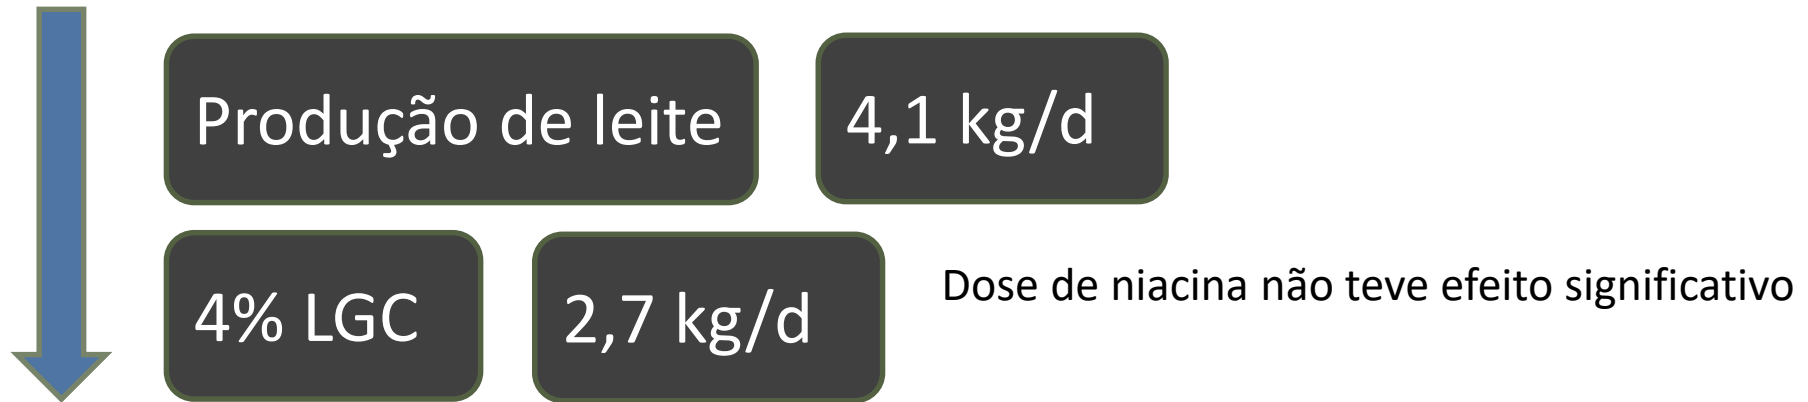 Produção de leite
4,1 kg/d
4% LGC
2,7 kg/d
Dose de niacina não teve efeito significativo